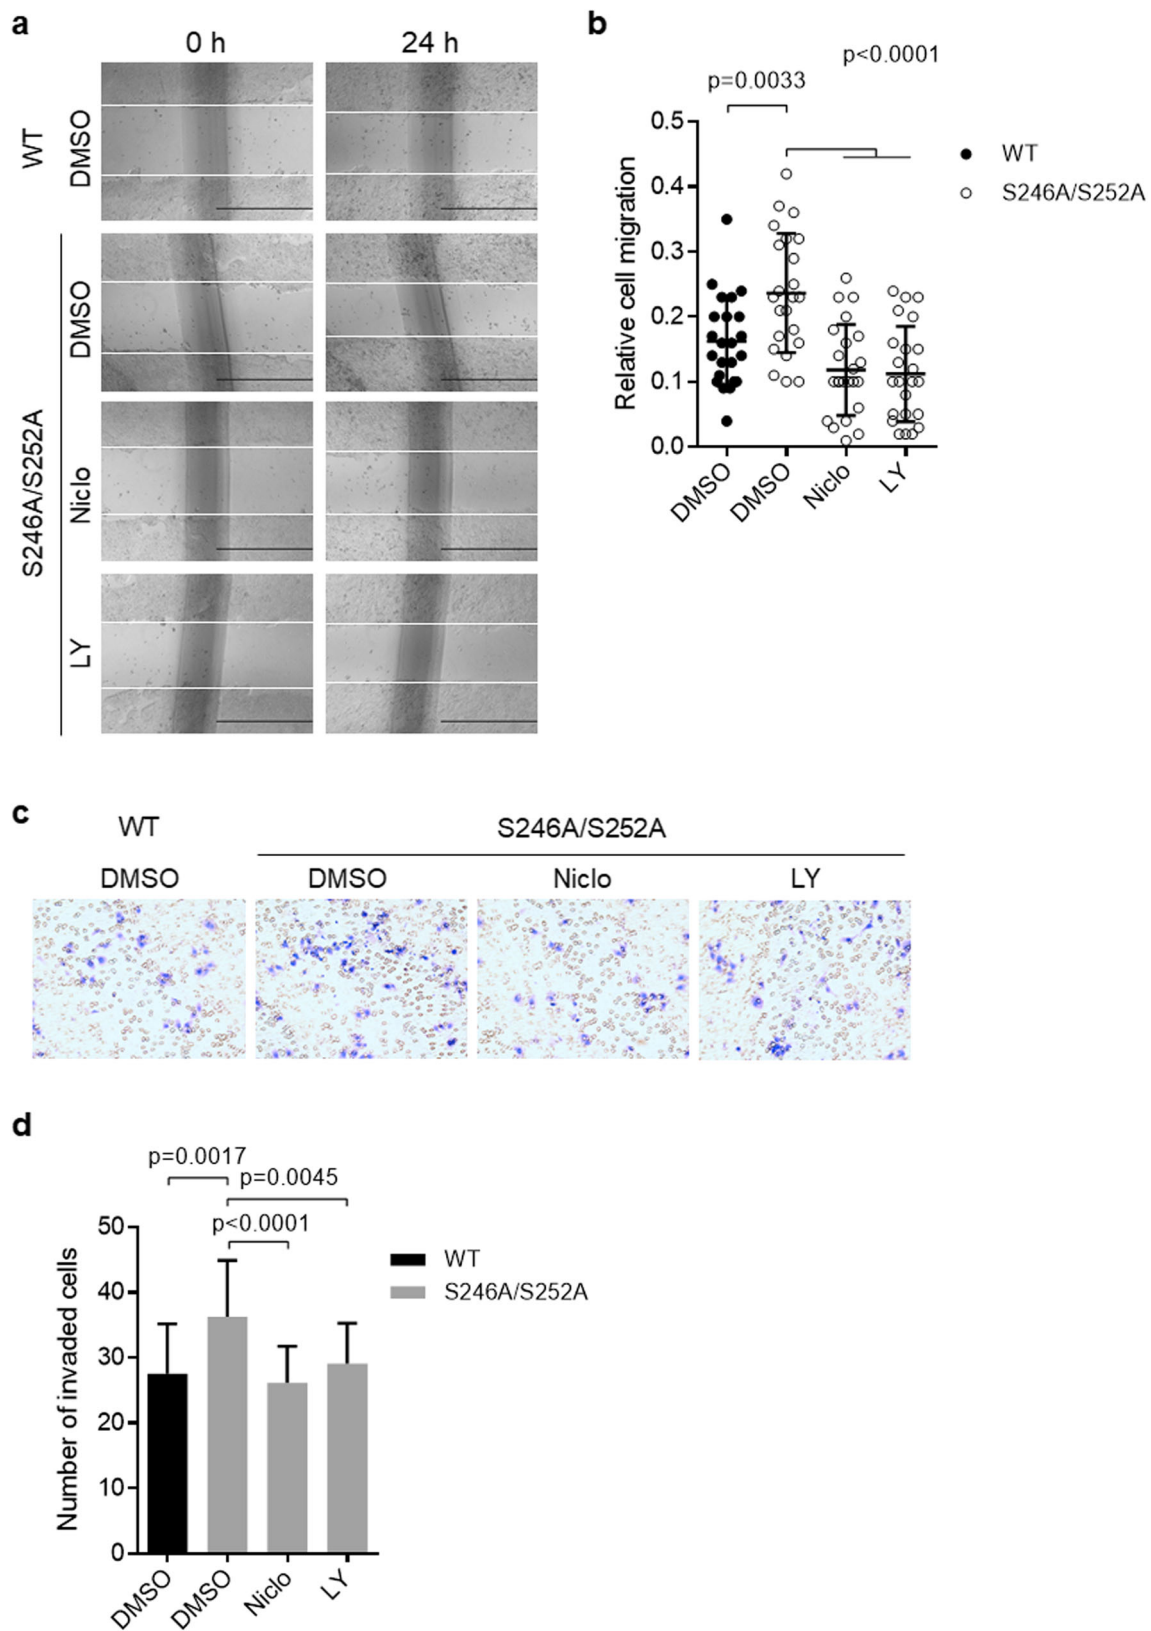 a
0 h 24 h
WT
DMSO
S246A/S252A
DMSO
Niclo
LY
b
p<0.0001
p=0.0033
Relative cell migration
0.5
0.4
0.3
0.2
0.1
0.0
DMSO DMSO Niclo LY
WT
S246A/S252A
c
WT S246A/S252A
DMSO DMSO Niclo LY
d
p=0.0017
p=0.0045
p<0.0001
Number of invaded cells
50
40
30
20
10
0
DMSO DMSO Niclo LY
WT
S246A/S252A